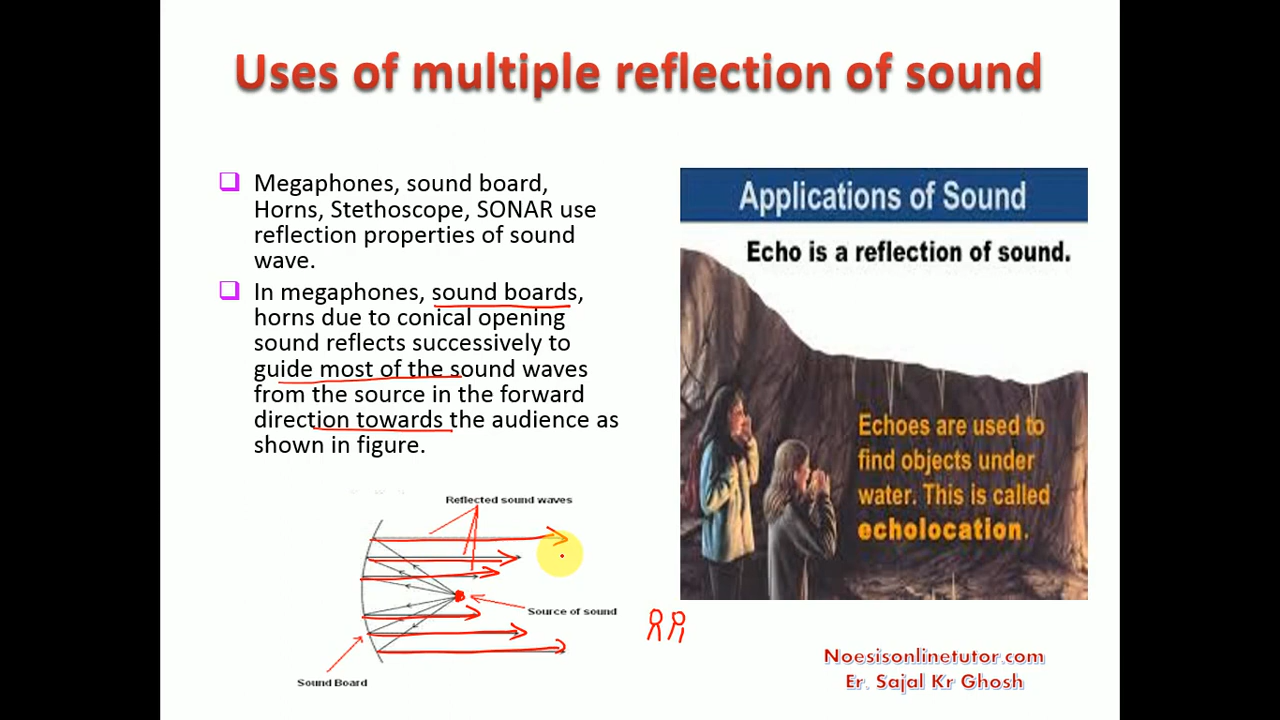 Uses of multiple reflection of sound
Megaphones, sound board,
Horns, Stethoscope, SONAR use
reflection properties of sound
wave.
In megaphones, sound boards,
horns due to conical opening
sound reflects successively to
guide most of the sound waves
from the source in the forward
direction towards the audience as
shown in figure.
Reflected sound waves
Source of sound
Sound Board
Applications of Sound
Echo is a reflection of sound.
Echoes are used to
find objects under
water. This is called
echolocation.
Noesisonlinetutor.com
Er. Sajal Kr Ghosh